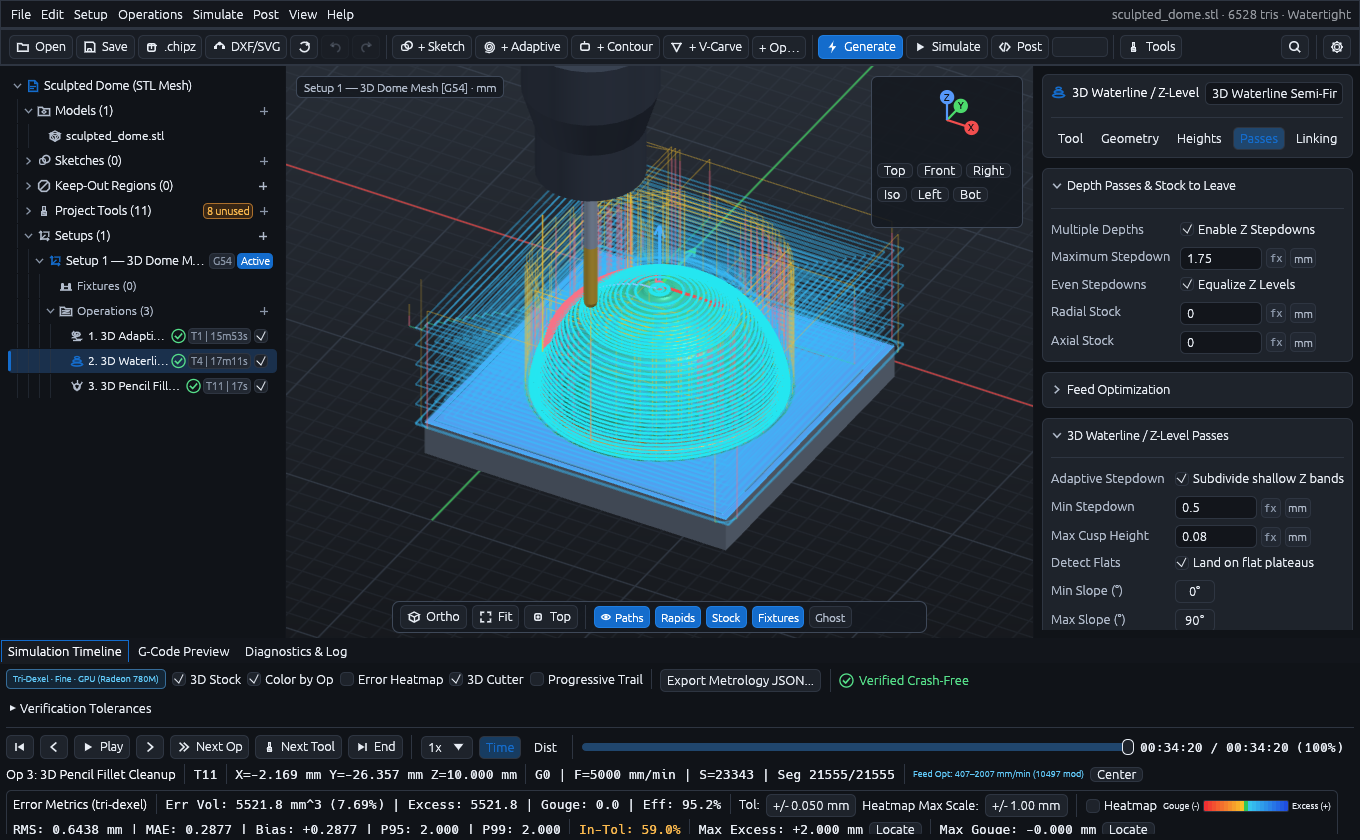 File Edit Setup Operations Simulate Post View Help
sculpted_dome.stl · 6528 tris · Watertight
Open Save .chipz DXF/SVG + Sketch + Adaptive + Contour + V-Carve + Op... Generate Simulate Post Tools
Sculpted Dome (STL Mesh)
Models (1) +
sculpted_dome.stl
Sketches (0) +
Keep-Out Regions (0) +
Project Tools (11) 8 unused +
Setups (1) +
Setup 1 — 3D Dome M... G54 Active
Fixtures (0)
Operations (3) +
1. 3D Adapti... T1 | 15m53s
2. 3D Waterli... T4 | 17m11s
3. 3D Pencil Fill... T11 | 17s
Setup 1 — 3D Dome Mesh [G54] · mm
Z
Y
X
Top Front Right
Iso Left Bot
Ortho Fit Top Paths Rapids Stock Fixtures Ghost
3D Waterline / Z-Level 3D Waterline Semi-Fir
Tool Geometry Heights Passes Linking
Depth Passes & Stock to Leave
Multiple Depths Enable Z Stepdowns
Maximum Stepdown 1.75 fx mm
Even Stepdowns Equalize Z Levels
Radial Stock 0 fx mm
Axial Stock 0 fx mm
Feed Optimization
3D Waterline / Z-Level Passes
Adaptive Stepdown Subdivide shallow Z bands
Min Stepdown 0.5 fx mm
Max Cusp Height 0.08 fx mm
Detect Flats Land on flat plateaus
Min Slope (°) 0°
Max Slope (°) 90°
Simulation Timeline G-Code Preview Diagnostics & Log
Tri-Dexel · Fine · GPU (Radeon 780M) 3D Stock Color by Op Error Heatmap 3D Cutter Progressive Trail Export Metrology JSON... Verified Crash-Free
Verification Tolerances
Play Next Op Next Tool End 1x Time Dist 00:34:20 / 00:34:20 (100%)
Op 3: 3D Pencil Fillet Cleanup T11 X=-2.169 mm Y=-26.357 mm Z=10.000 mm G0 | F=5000 mm/min | S=23343 | Seg 21555/21555 Feed Opt: 407–2007 mm/min (10497 mod) Center
Error Metrics (tri-dexel) Err Vol: 5521.8 mm^3 (7.69%) | Excess: 5521.8 | Gouge: 0.0 | Eff: 95.2% Tol: +/- 0.050 mm Heatmap Max Scale: +/- 1.00 mm Heatmap Gouge (-) Excess (+)
RMS: 0.6438 mm | MAE: 0.2877 | Bias: +0.2877 | P95: 2.000 | P99: 2.000 In-Tol: 59.0% Max Excess: +2.000 mm Locate Max Gouge: -0.000 mm Locate